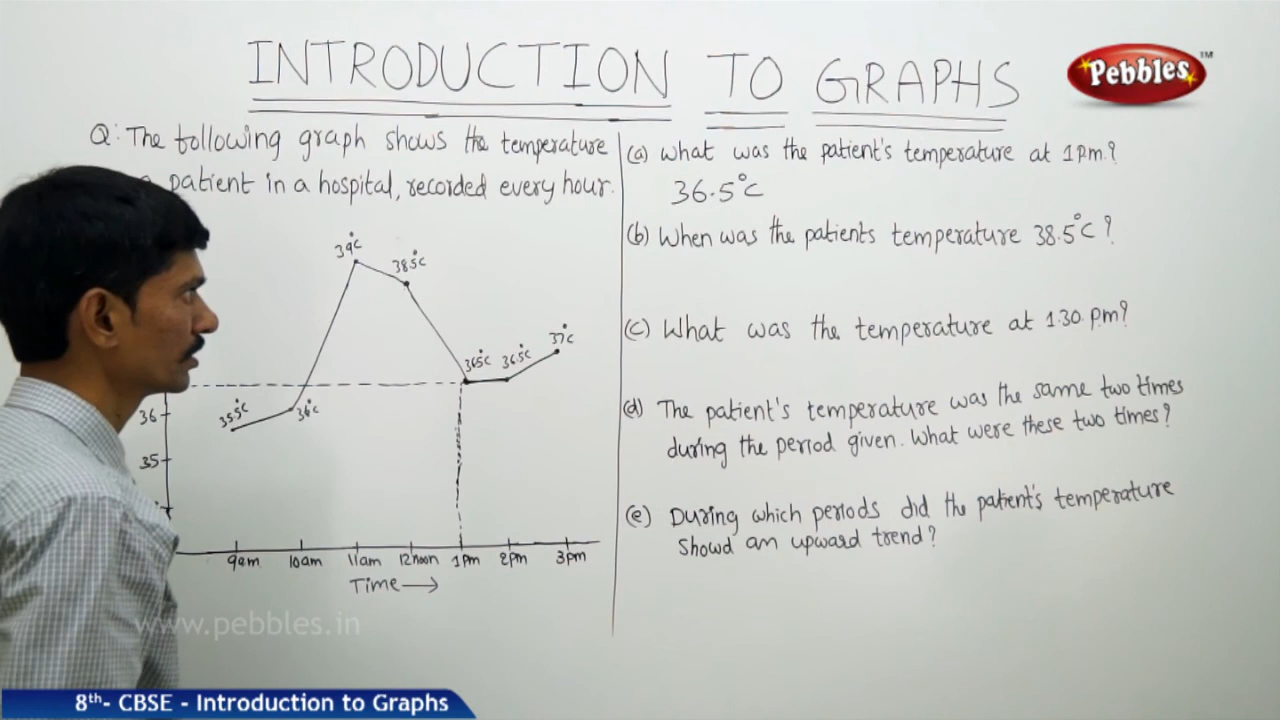 INTRODUCTION TO GRAPHS
Pebbles™
Q: The following graph shows the temperature
a patient in a hospital, recorded every hour.
39°C
38.5°C
36.5°C
36.5°C
37°C
35.5°C
36°C
36
35
9am 10am 11am 12noon 1pm 2pm 3pm
Time
(a) What was the patient's temperature at 1pm?
36.5°C
(b) When was the patients temperature 38.5°C?
(c) What was the temperature at 1.30 p.m?
(d) The patient's temperature was the same two times
during the period given. What were these two times?
(e) During which periods did the patient's temperature
showd an upward trend?
www.pebbles.in
8th- CBSE - Introduction to Graphs